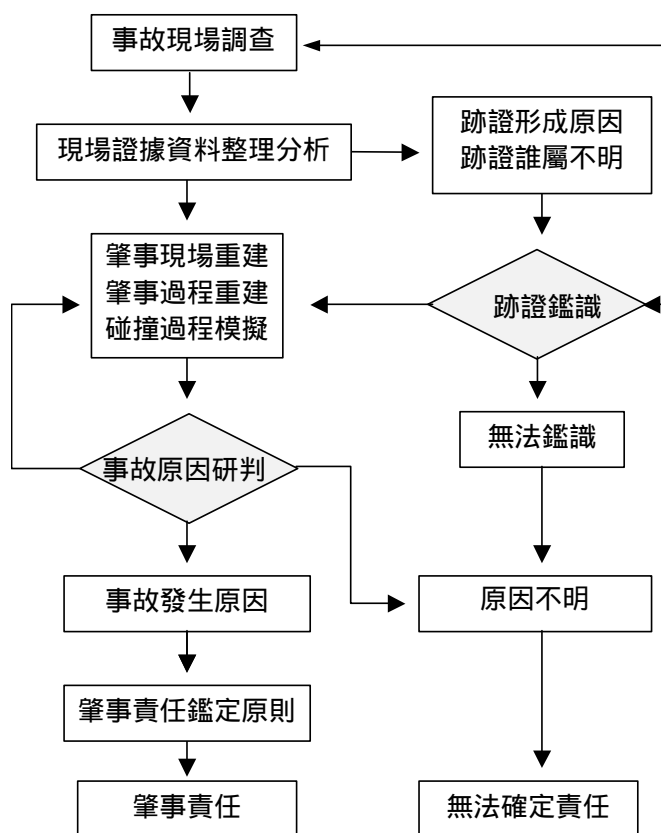 事故現場調查
現場證據資料整理分析
跡證形成原因
跡證誰屬不明
肇事現場重建
肇事過程重建
碰撞過程模擬
跡證鑑識
無法鑑識
事故原因研判
事故發生原因
原因不明
肇事責任鑑定原則
肇事責任
無法確定責任